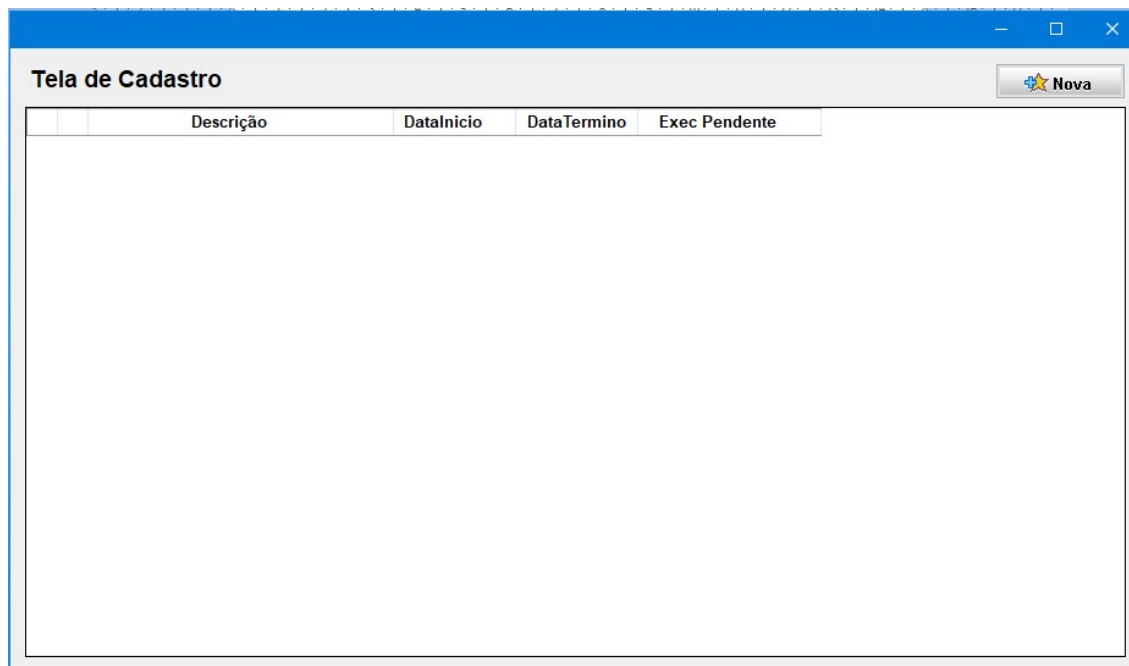 Tela de Cadastro
Nova
Descrição DataInicio DataTermino Exec Pendente